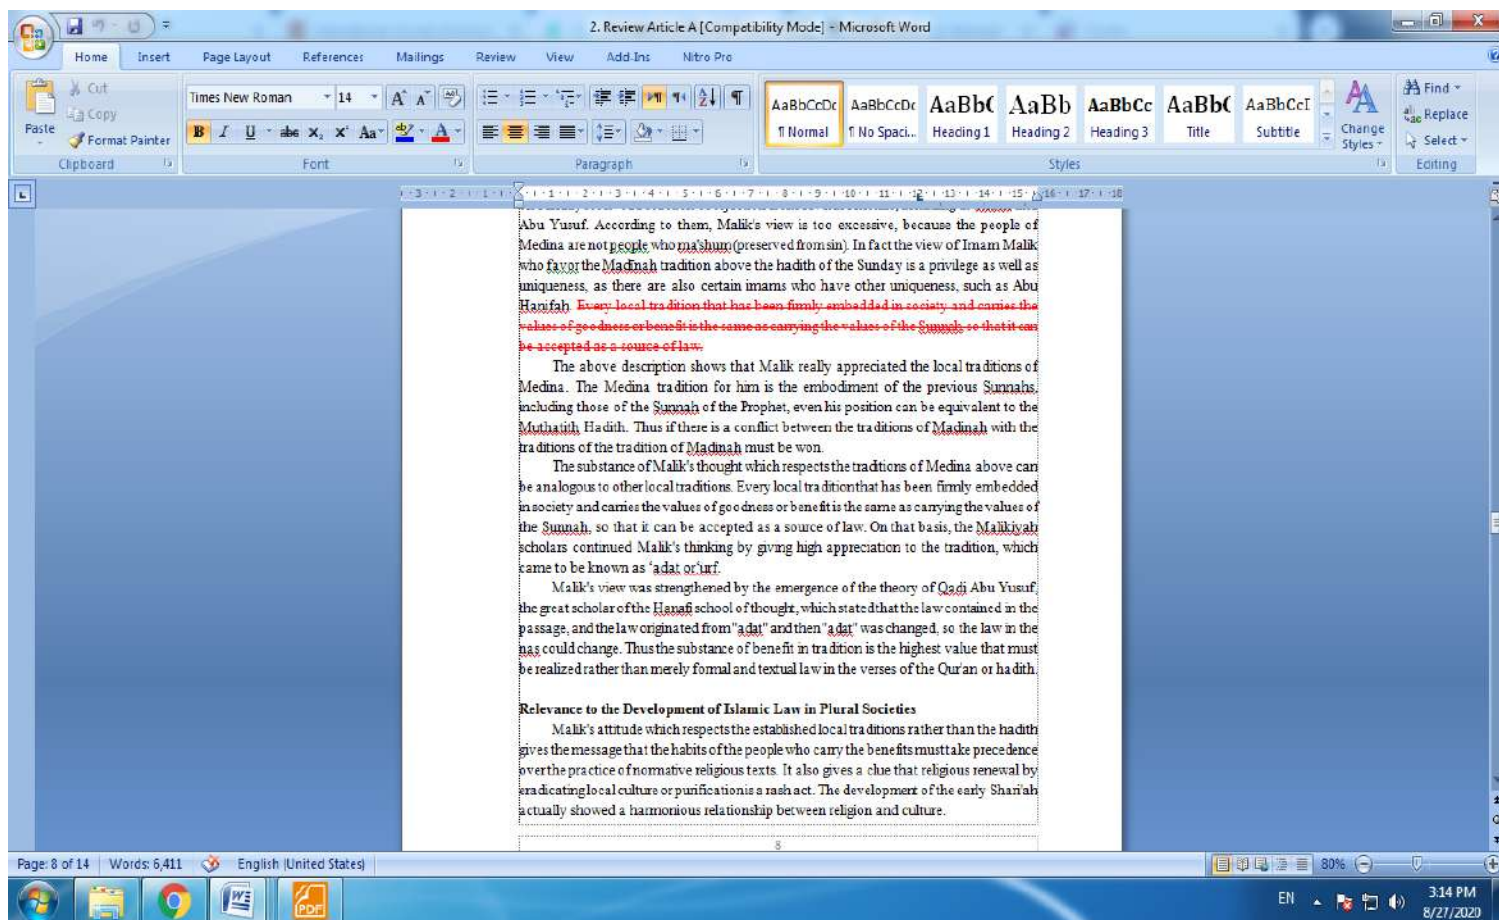 2. Review Article A [Compatibility Mode] - Microsoft Word
Home Insert Page Layout References Mailings Review View Add-Ins Nitro Pro
Cut
Copy
Paste
Format Painter
Clipboard
Times New Roman 14
Font
Paragraph
AaBbCcDc AaBbCcDc AaBbC AaBb AaBbCc AaBbC AaBbCcI
¶ Normal ¶ No Spaci... Heading 1 Heading 2 Heading 3 Title Subtitle
Change Styles
Styles
Find
Replace
Select
Editing
Abu Yusuf. According to them, Malik's view is too excessive, because the people of
Medina are not people who ma'shum (preserved from sin). In fact the view of Imam Malik
who favor the Madinah tradition above the hadith of the Sunday is a privilege as well as
uniqueness, as there are also certain imams who have other uniqueness, such as Abu
Hanifah. Every local tradition that has been firmly embedded in society and carries the
values of goodness or benefit is the same as carrying the values of the Sunnah, so that it can
be accepted as a source of law.
The above description shows that Malik really appreciated the local traditions of
Medina. The Medina tradition for him is the embodiment of the previous Sunnahs,
including those of the Sunnah of the Prophet, even his position can be equivalent to the
Muthatith Hadith. Thus if there is a conflict between the traditions of Madinah with the
traditions of the tradition of Madinah must be won.
The substance of Malik's thought which respects the traditions of Medina above can
be analogous to other local traditions. Every local tradition that has been firmly embedded
in society and carries the values of goodness or benefit is the same as carrying the values of
the Sunnah, so that it can be accepted as a source of law. On that basis, the Malikiyah
scholars continued Malik's thinking by giving high appreciation to the tradition, which
came to be known as 'adat or 'urf.
Malik's view was strengthened by the emergence of the theory of Qadi Abu Yusuf,
the great scholar of the Hanafi school of thought, which stated that the law contained in the
passage, and the law originated from "adat" and then "adat" was changed, so the law in the
nas could change. Thus the substance of benefit in tradition is the highest value that must
be realized rather than merely formal and textual law in the verses of the Qur'an or hadith.
Relevance to the Development of Islamic Law in Plural Societies
Malik's attitude which respects the established local traditions rather than the hadith
gives the message that the habits of the people who carry the benefits must take precedence
over the practice of normative religious texts. It also gives a clue that religious renewal by
eradicating local culture or purification is a rash act. The development of the early Shari'ah
actually showed a harmonious relationship between religion and culture.
8
Page: 8 of 14 Words: 6,411 English (United States) 80%
EN 3:14 PM
8/27/2020